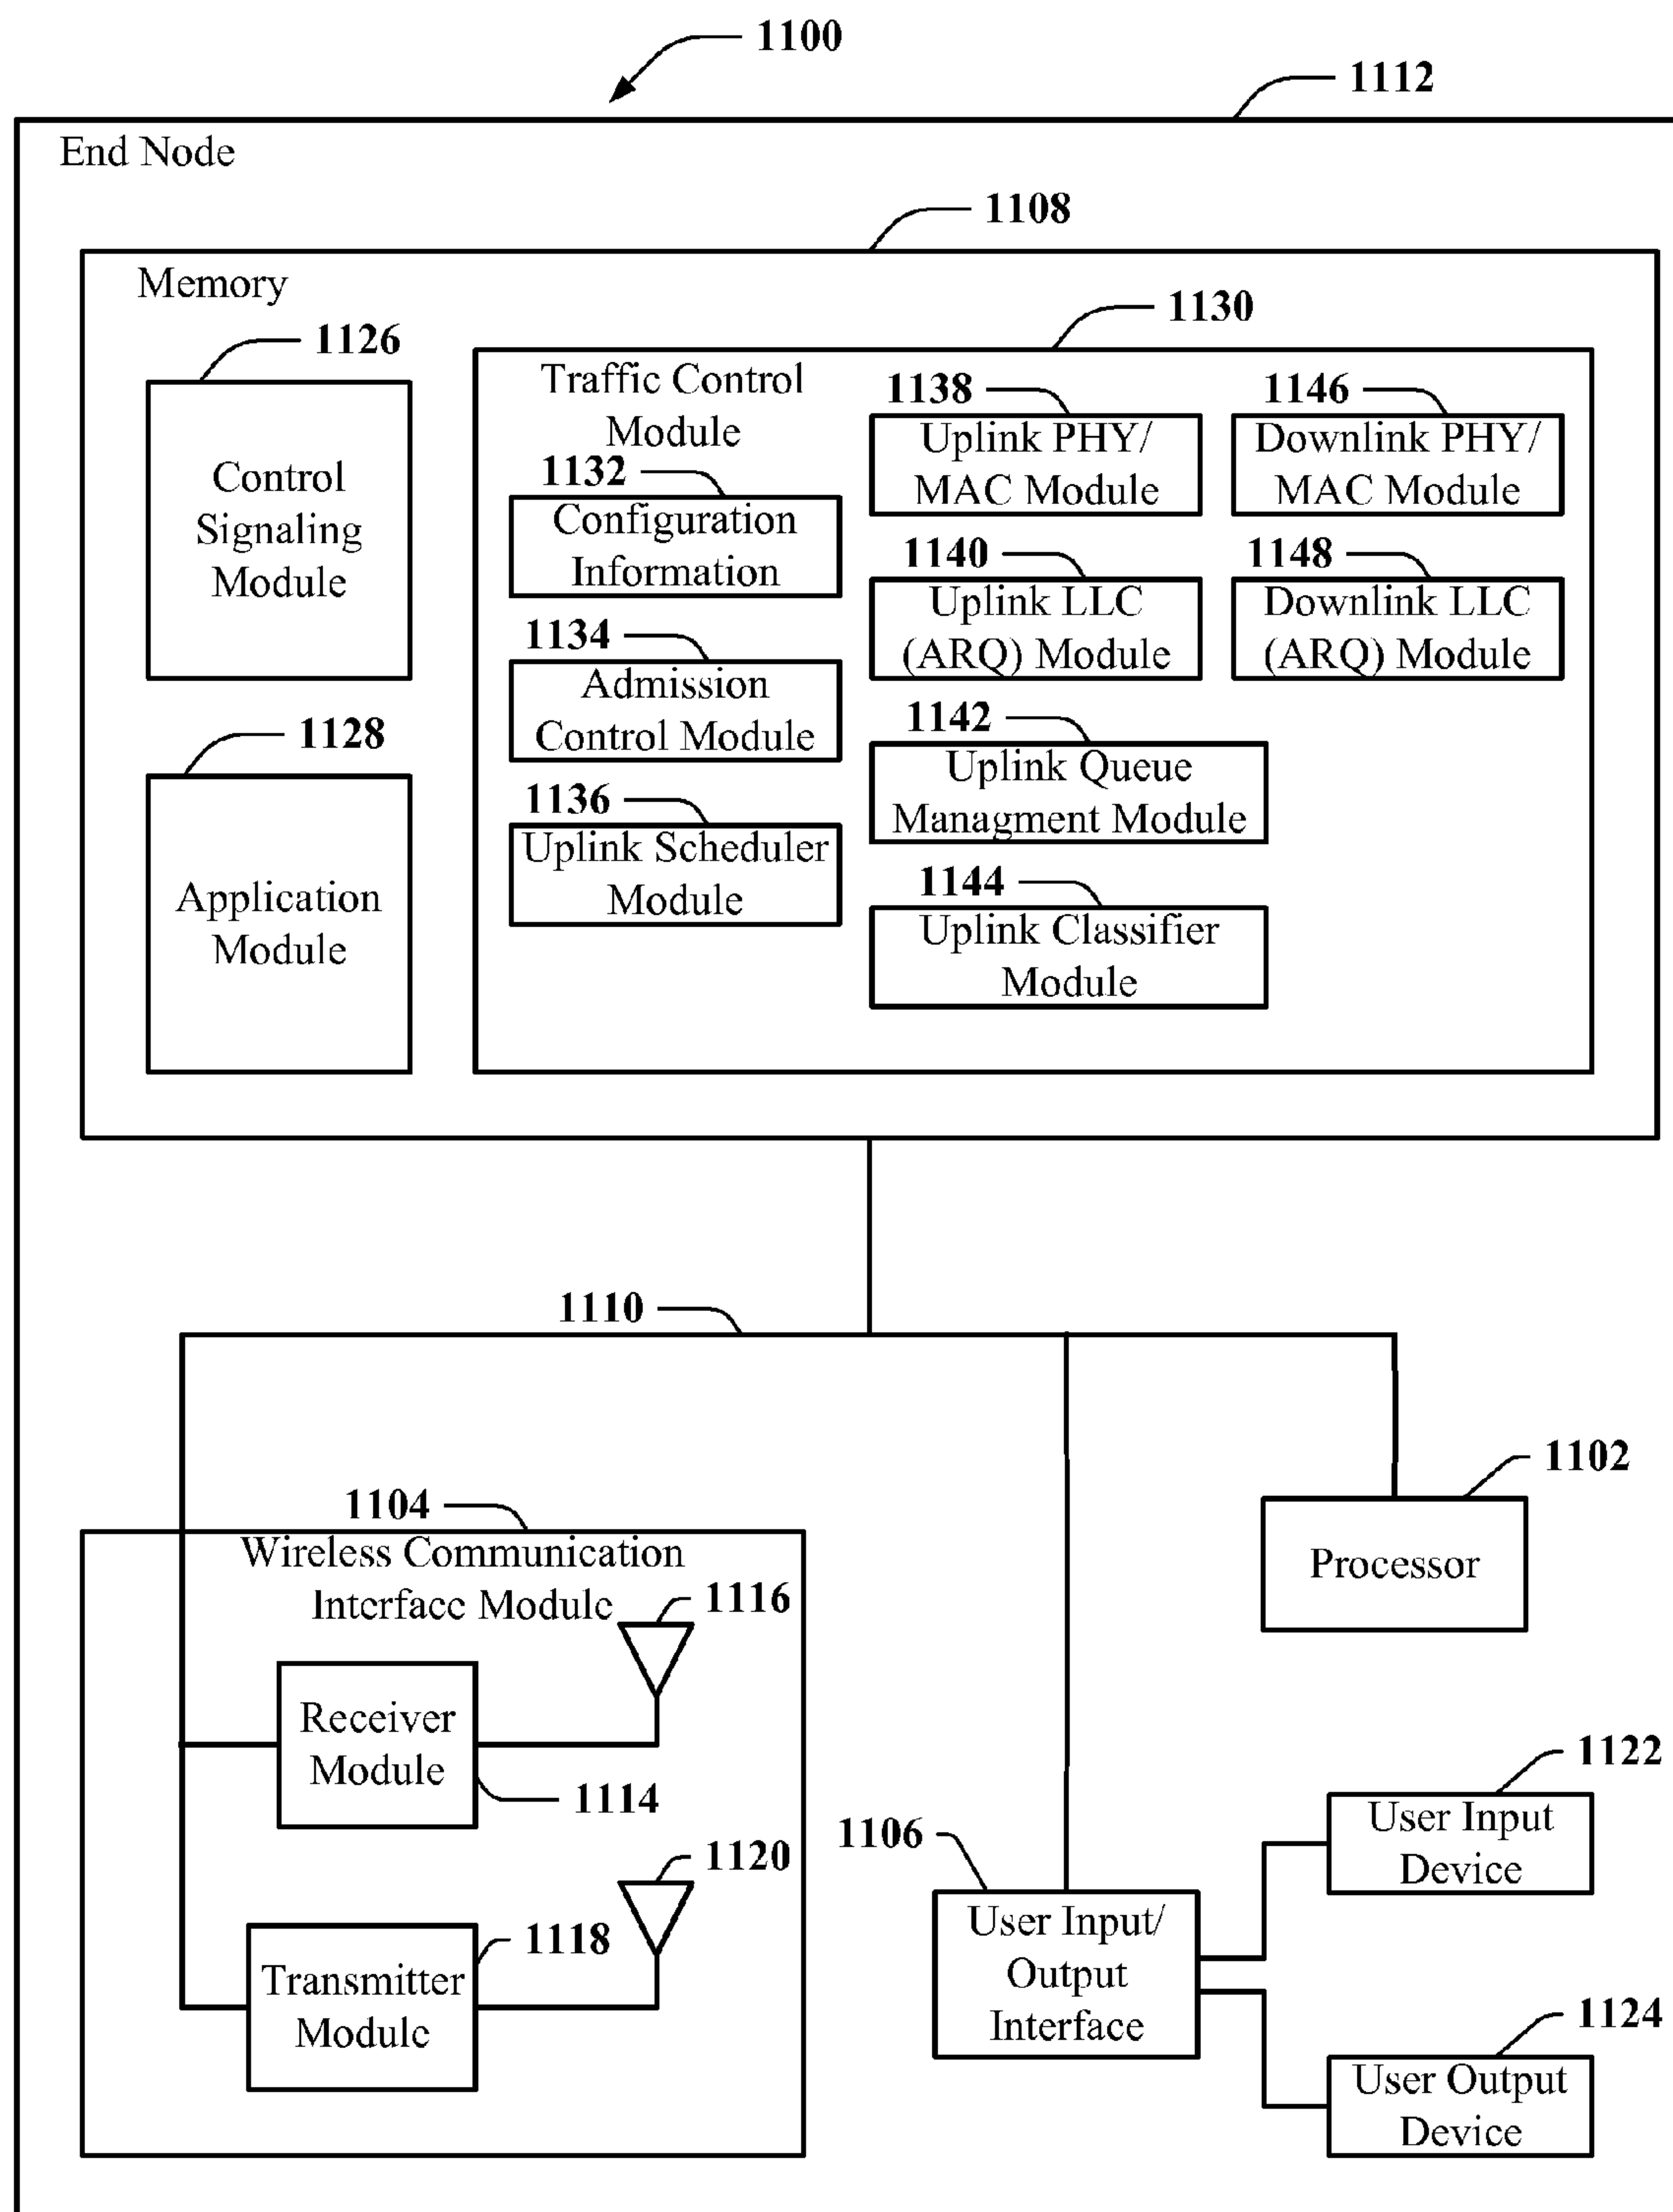 1100
1112
End Node
1108
Memory
1130
1126
Control
Signaling
Module
1128
Application
Module
Traffic Control
Module
1132
Configuration
Information
1134
Admission
Control Module
1136
Uplink Scheduler
Module
1138
Uplink PHY/
MAC Module
1140
Uplink LLC
(ARQ) Module
1142
Uplink Queue
Managment Module
1144
Uplink Classifier
Module
1146
Downlink PHY/
MAC Module
1148
Downlink LLC
(ARQ) Module
1110
1104
Wireless Communication
Interface Module
1116
Receiver
Module
1114
1120
1118
Transmitter
Module
1102
Processor
1106
User Input/
Output
Interface
1122
User Input
Device
1124
User Output
Device